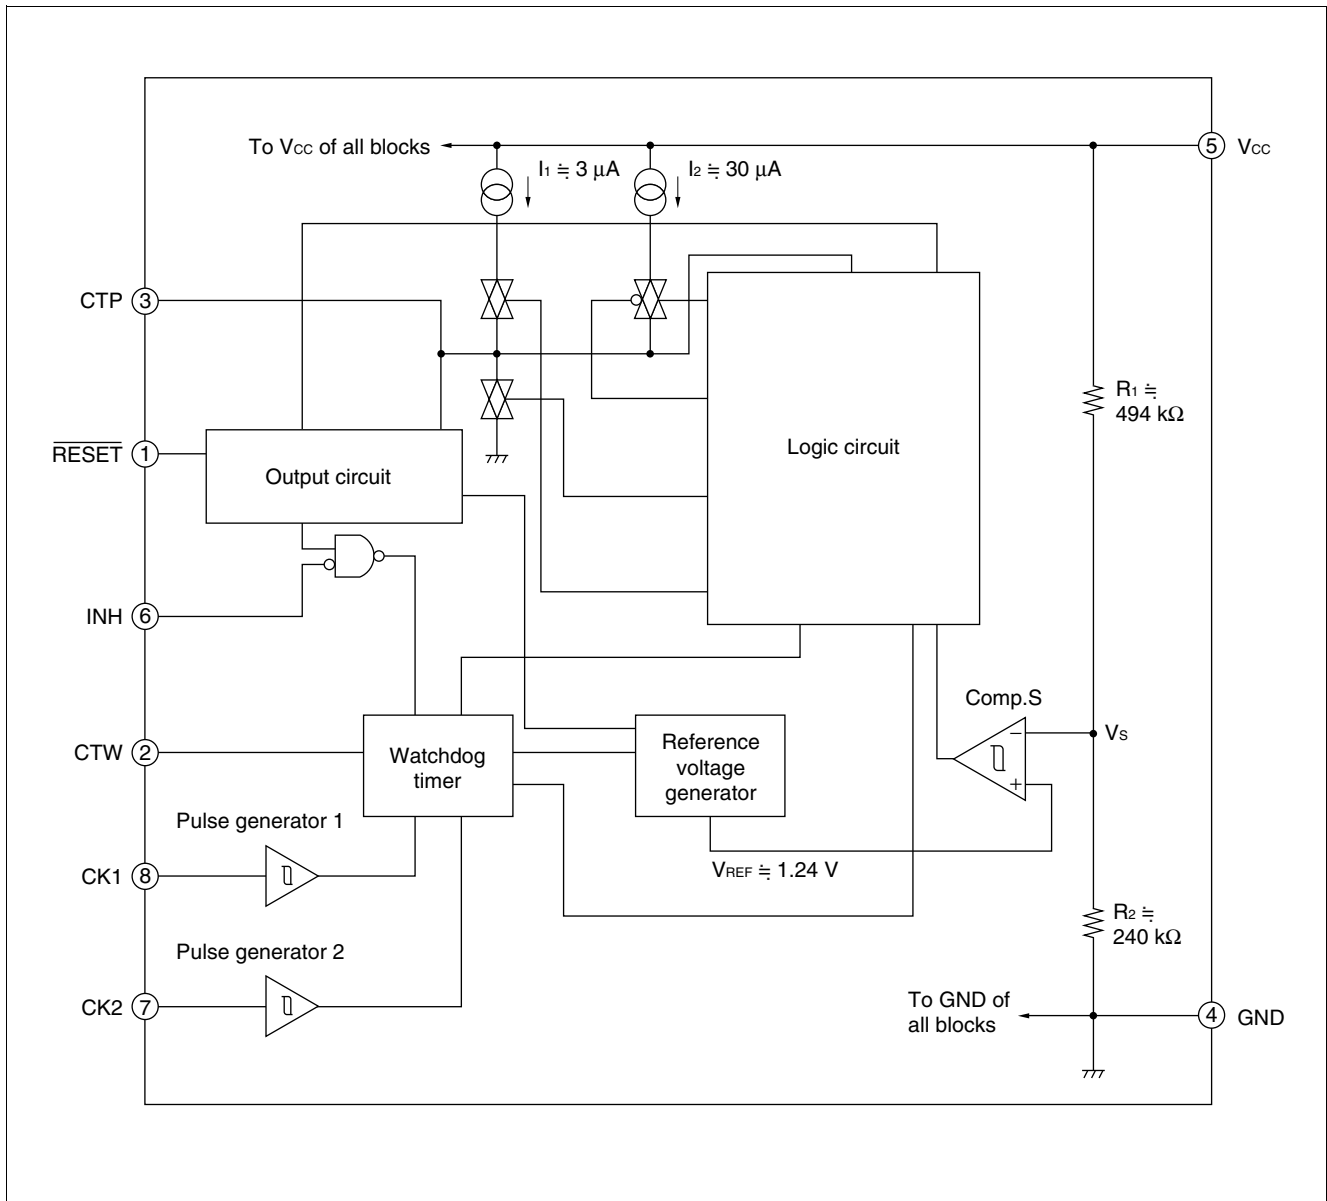 To VCC of all blocks
I1 ≒ 3 μA
I2 ≒ 30 μA
5 VCC
CTP 3
R1 ≒
494 kΩ
RESET 1
Output circuit
Logic circuit
INH 6
Comp.S
−
+
VS
CTW 2
Watchdog
timer
Reference
voltage
generator
Pulse generator 1
VREF ≒ 1.24 V
CK1 8
R2 ≒
240 kΩ
Pulse generator 2
CK2 7
To GND of
all blocks
4 GND